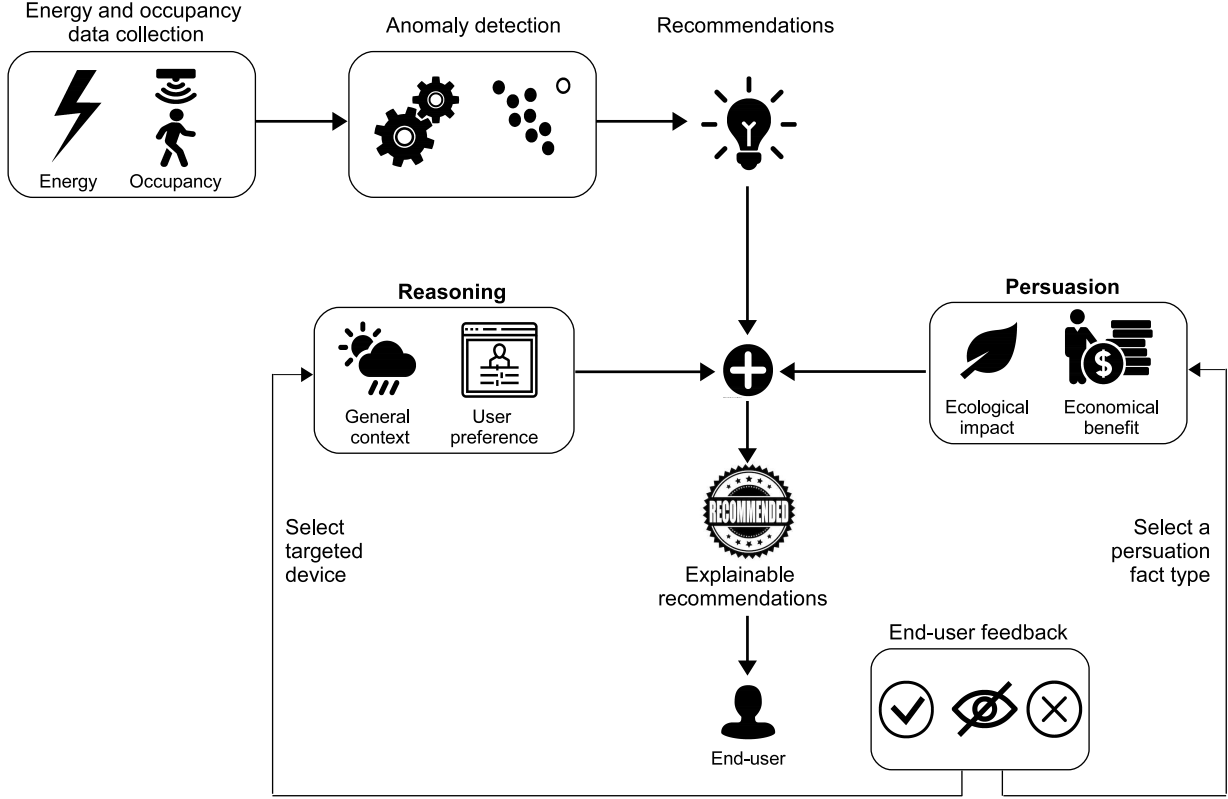 Energy and occupancy
data collection
Anomaly detection
Recommendations
Energy
Occupancy
Reasoning
Persuasion
General
context
User
preference
$
Ecological
impact
Economical
benefit
RECOMMENDED
Select
targeted
device
Select a
persuation
fact type
Explainable
recommendations
End-user feedback
End-user